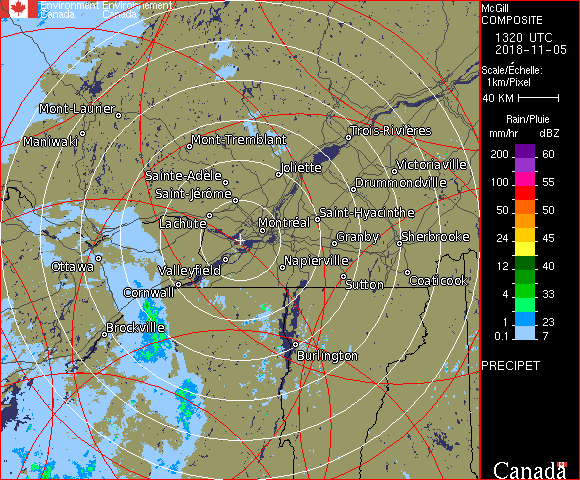 Environment Environnement
Canada Canada
Mont-Laurier
Maniwaki
Mont-Tremblant
Trois-Rivières
Joliette
Victoriaville
Sainte-Adèle
Drummondville
Saint-Jérôme
Saint-Hyacinthe
Lachute
Montréal
Granby
Sherbrooke
Ottawa
Valleyfield
Napierville
Cornwall
Sutton
Coaticook
Brockville
Burlington
McGill
COMPOSITE
1320 UTC
2018-11-05
Scale/Échelle:
1km/Pixel
40 KM
Rain/Pluie
mm/hr dBZ
200 60
100 55
50 50
24 45
12 40
4 33
1 23
0.1 7
PRECIPET
Canada